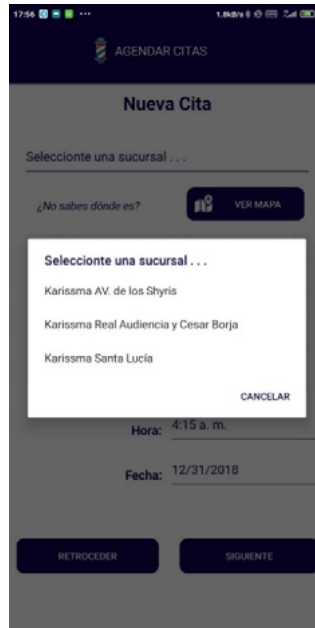 17:56
1.8KB/s
AGENDAR CITAS
Nueva Cita
Seleccionte una sucursal . . .
¿No sabes dónde es?
VER MAPA
Seleccionte una sucursal . . .
Karissma AV. de los Shyris
Karissma Real Audiencia y Cesar Borja
Karissma Santa Lucía
CANCELAR
Hora: 4:15 a. m.
Fecha: 12/31/2018
RETROCEDER
SIGUIENTE